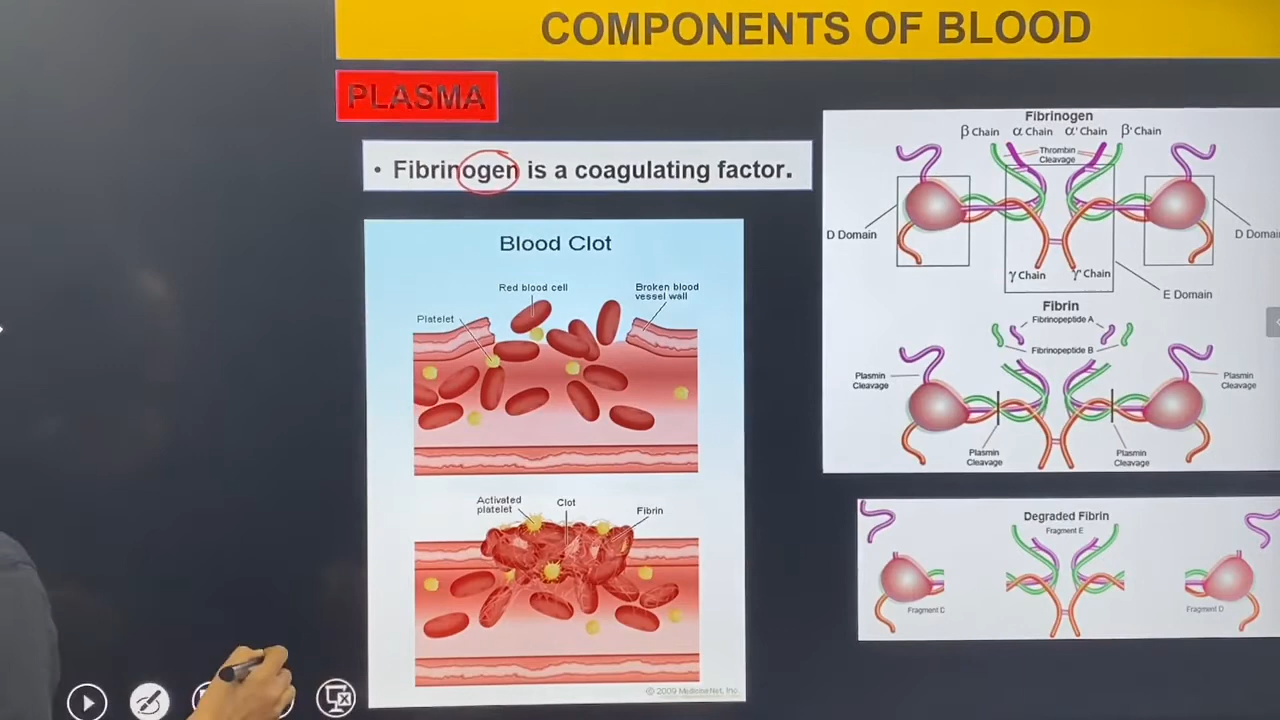 COMPONENTS OF BLOOD
PLASMA
• Fibrinogen is a coagulating factor.
Blood Clot
Red blood cell
Broken blood
vessel wall
Platelet
Activated
platelet
Clot
Fibrin
© 2009 MedicineNet, Inc.
Fibrinogen
β Chain α Chain α' Chain β' Chain
Thrombin
Cleavage
D Domain
D Domain
γ Chain
γ' Chain
E Domain
Fibrin
Fibrinopeptide A
Fibrinopeptide B
Plasmin
Cleavage
Plasmin
Cleavage
Plasmin
Cleavage
Plasmin
Cleavage
Degraded Fibrin
Fragment E
Fragment D
Fragment D